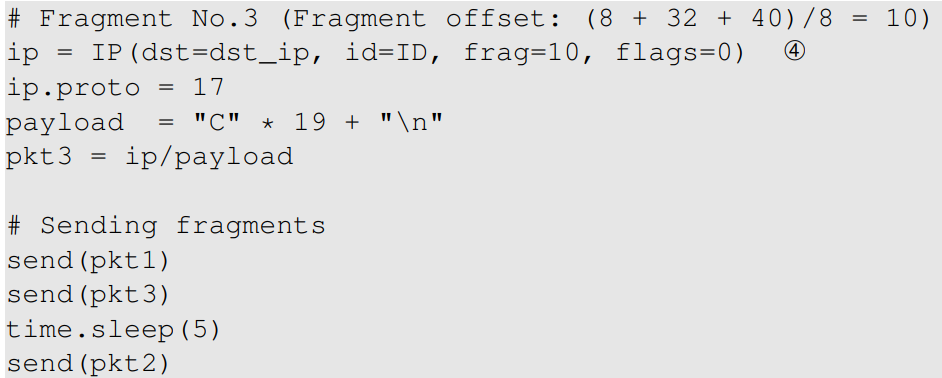 # Fragment No.3 (Fragment offset: (8 + 32 + 40)/8 = 10)
ip = IP(dst=dst_ip, id=ID, frag=10, flags=0) ④
ip.proto = 17
payload  = "C" * 19 + "\n"
pkt3 = ip/payload

# Sending fragments
send(pkt1)
send(pkt3)
time.sleep(5)
send(pkt2)